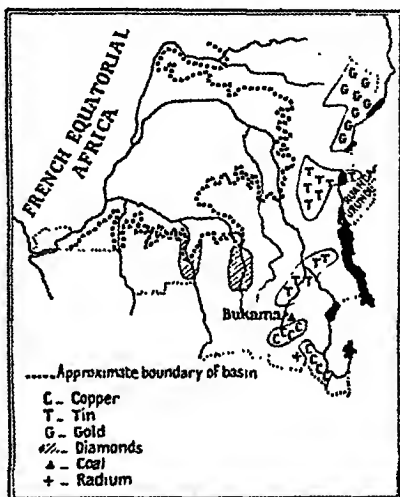 FRENCH EQUATORIAL
AFRICA
G
G G
G G
G
G
G
T T T T
T T
T T
T
RUANDA
URUNDI
T T
T T T
Bukama
C C C C
C C C C
Approximate boundary of basin
C - Copper
T - Tin
G - Gold
Diamonds
- Coal
+ - Radium